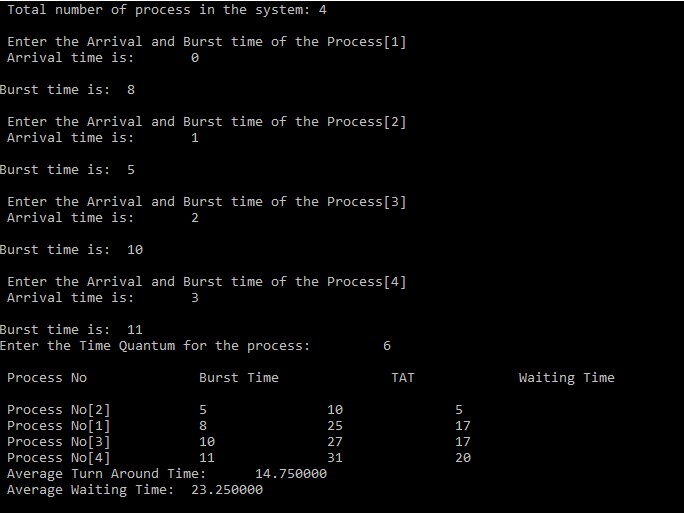 Total number of process in the system: 4
Enter the Arrival and Burst time of the Process[1]
Arrival time is: 0
Burst time is: 8
Enter the Arrival and Burst time of the Process[2]
Arrival time is: 1
Burst time is: 5
Enter the Arrival and Burst time of the Process[3]
Arrival time is: 2
Burst time is: 10
Enter the Arrival and Burst time of the Process[4]
Arrival time is: 3
Burst time is: 11
Enter the Time Quantum for the process: 6
Process No Burst Time TAT Waiting Time
Process No[2] 5 10 5
Process No[1] 8 25 17
Process No[3] 10 27 17
Process No[4] 11 31 20
Average Turn Around Time: 14.750000
Average Waiting Time: 23.250000